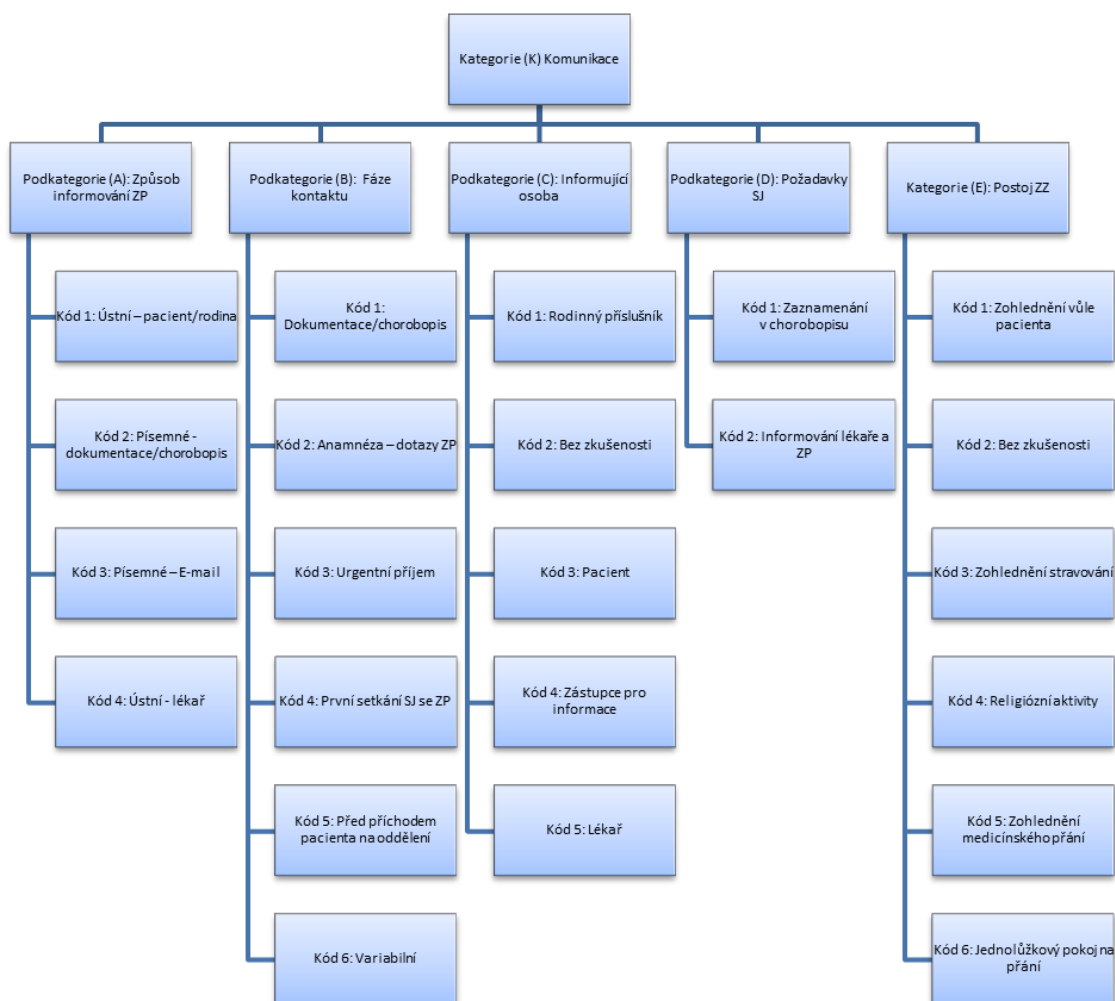 Kategorie (K) Komunikace
Podkategorie (A): Způsob
informování ZP
Podkategorie (B): Fáze
kontaktu
Podkategorie (C): Informující
osoba
Podkategorie (D): Požadavky
SJ
Kategorie (E): Postoj ZZ
Kód 1: Ústní – pacient/rodina
Kód 2: Písemné -
dokumentace/chorobopis
Kód 3: Písemné – E-mail
Kód 4: Ústní - lékař
Kód 1:
Dokumentace/chorobopis
Kód 2: Anamnéza – dotazy ZP
Kód 3: Urgentní příjem
Kód 4: První setkání SJ se ZP
Kód 5: Před příchodem
pacienta na oddělení
Kód 6: Variabilní
Kód 1: Rodinný příslušník
Kód 2: Bez zkušenosti
Kód 3: Pacient
Kód 4: Zástupce pro
informace
Kód 5: Lékař
Kód 1: Zaznamenání
v chorobopisu
Kód 2: Informování lékaře a
ZP
Kód 1: Zohlednění vůle
pacienta
Kód 2: Bez zkušenosti
Kód 3: Zohlednění stravování
Kód 4: Religiózní aktivity
Kód 5: Zohlednění
medicínského přání
Kód 6: Jednolůžkový pokoj na
přání